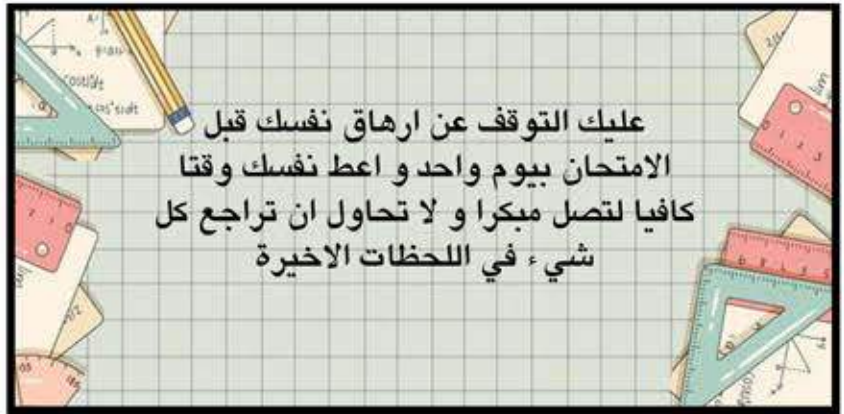 عليك التوقف عن ارهاق نفسك قبل
الامتحان بيوم واحد و اعط نفسك وقتا
كافيا لتصل مبكرا و لا تحاول ان تراجع كل
شيء في اللحظات الاخيرة